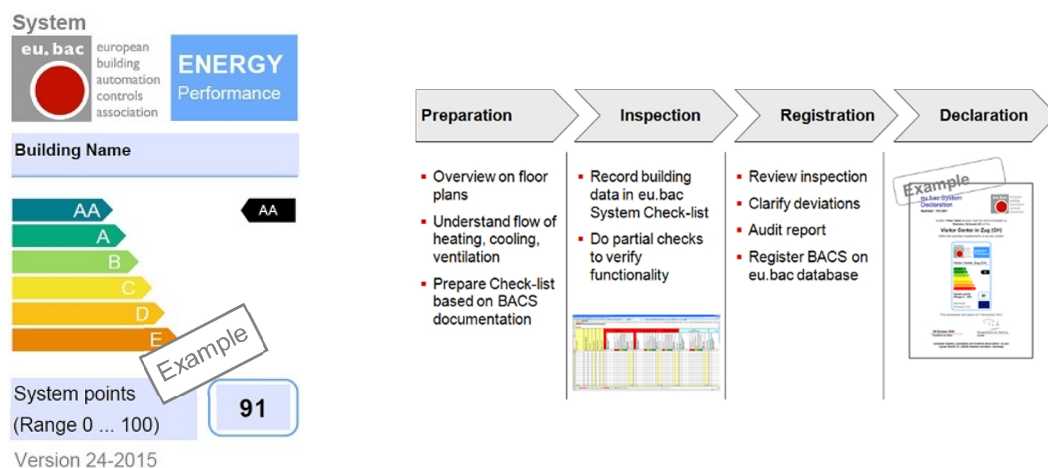 System
eu.bac
european
building
automation
controls
association
ENERGY
Performance
Building Name
AA
AA
A
B
C
D
E
Example
System points
(Range 0 ... 100)
91
Version 24-2015
Preparation
Inspection
Registration
Declaration
▪ Overview on floor
plans
▪ Understand flow of
heating, cooling,
ventilation
▪ Prepare Check-list
based on BACS
documentation
▪ Record building
data in eu.bac
System Check-list
▪ Do partial checks
to verify
functionality
▪ Review inspection
▪ Clarify deviations
▪ Audit report
▪ Register BACS on
eu.bac database
Example
eu.bac System
Declaration
Visitor Center in Zug (CH)